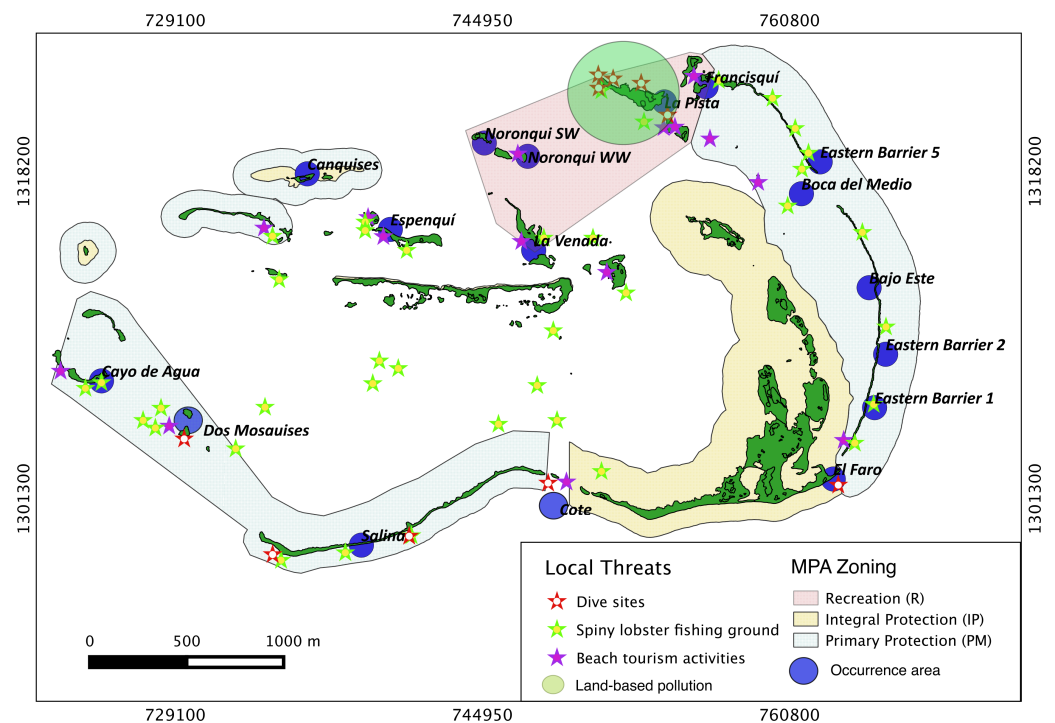 729100 744950 760800
Francisquí
La Pista
Noronqui SW
Noronqui WW
Eastern Barrier 5
1318200
1318200
Canquises
Boca del Medio
Espenquí
La Venada
Bajo Este
Eastern Barrier 2
Cayo de Agua
Eastern Barrier 1
Dos Mosquises
El Faro
1301300
1301300
Cote
Salina
Local Threats
Dive sites
Spiny lobster fishing ground
Beach tourism activities
Land-based pollution
MPA Zoning
Recreation (R)
Integral Protection (IP)
Primary Protection (PM)
Occurrence area
0 500 1000 m
729100 744950 760800